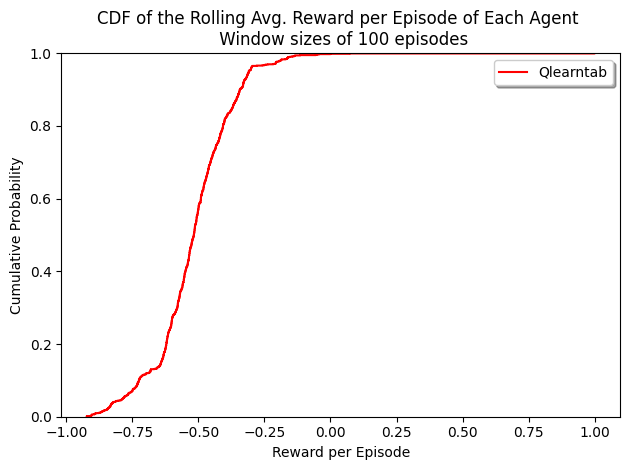 CDF of the Rolling Avg. Reward per Episode of Each Agent
Window sizes of 100 episodes
Qlearntab
Cumulative Probability
1.0
0.8
0.6
0.4
0.2
0.0
−1.00 −0.75 −0.50 −0.25 0.00 0.25 0.50 0.75 1.00
Reward per Episode